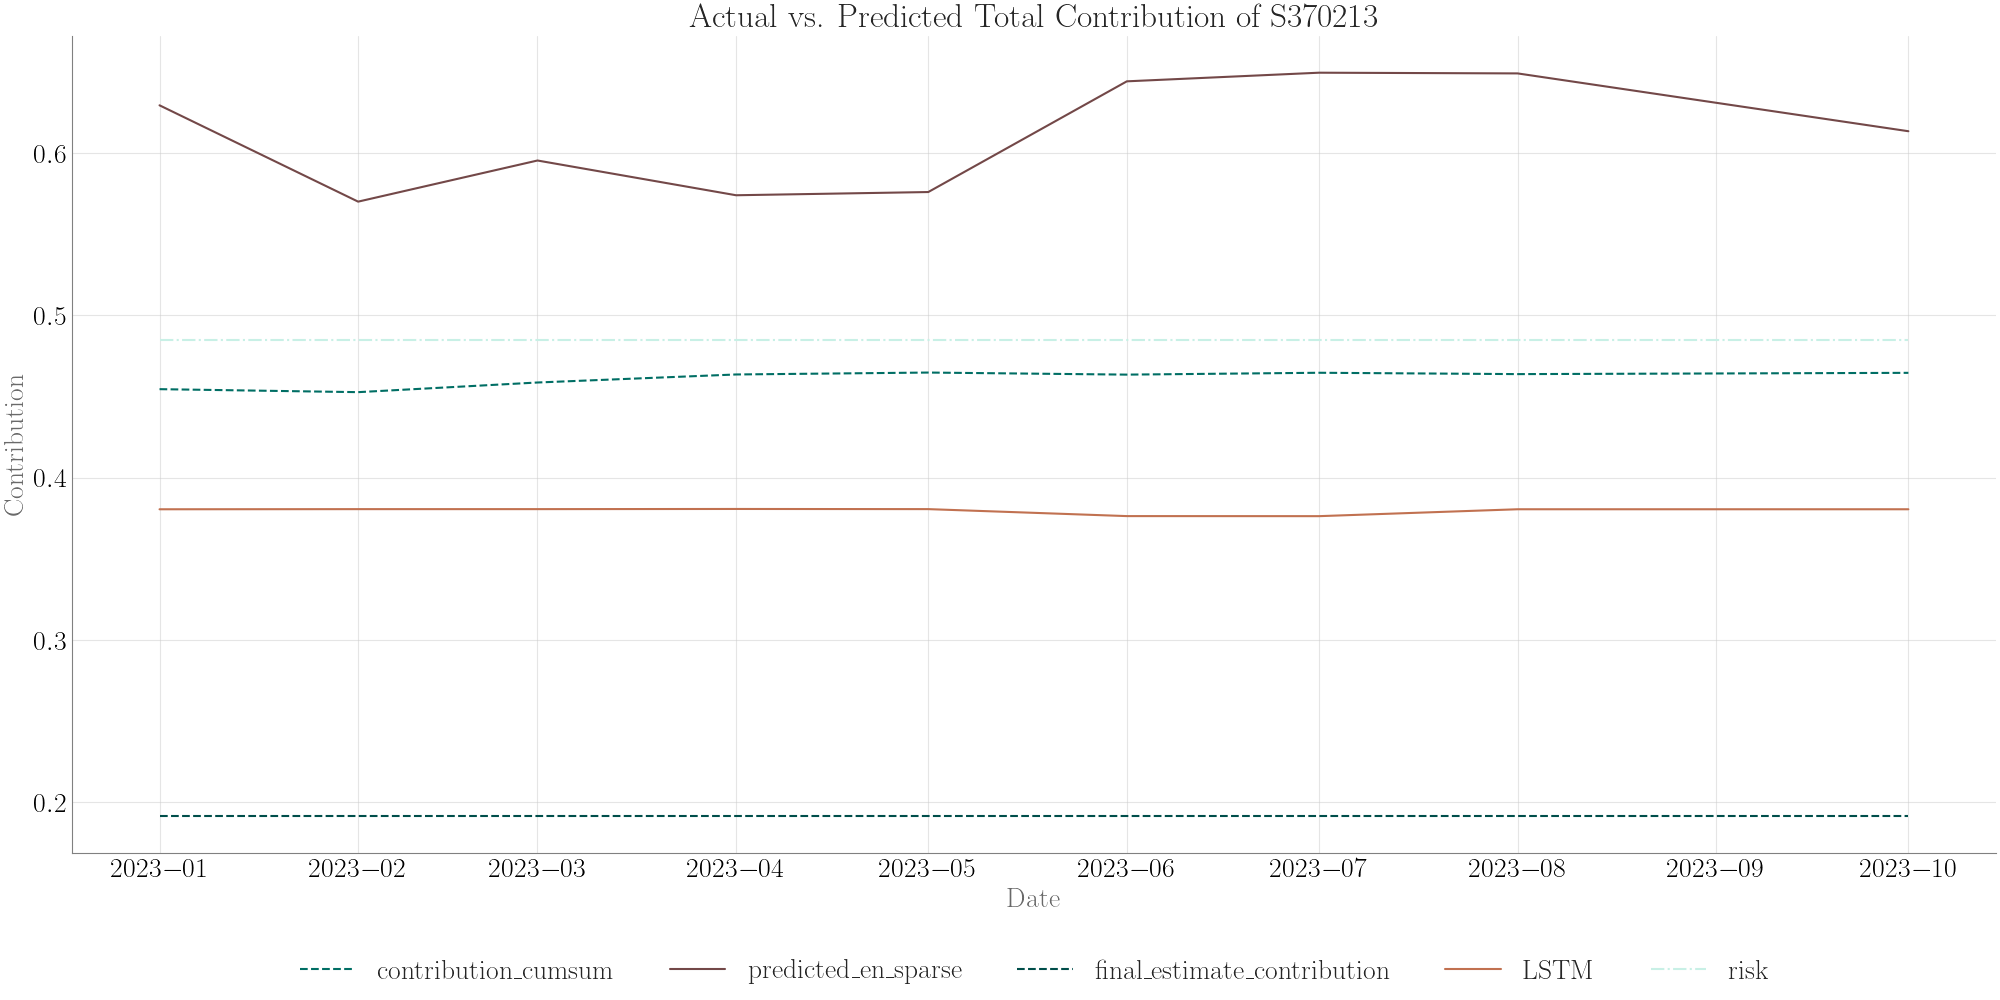 Actual vs. Predicted Total Contribution of S370213
Contribution
0.6
0.5
0.4
0.3
0.2
2023–01 2023–02 2023–03 2023–04 2023–05 2023–06 2023–07 2023–08 2023–09 2023–10
Date
contribution_cumsum predicted_en_sparse final_estimate_contribution LSTM risk